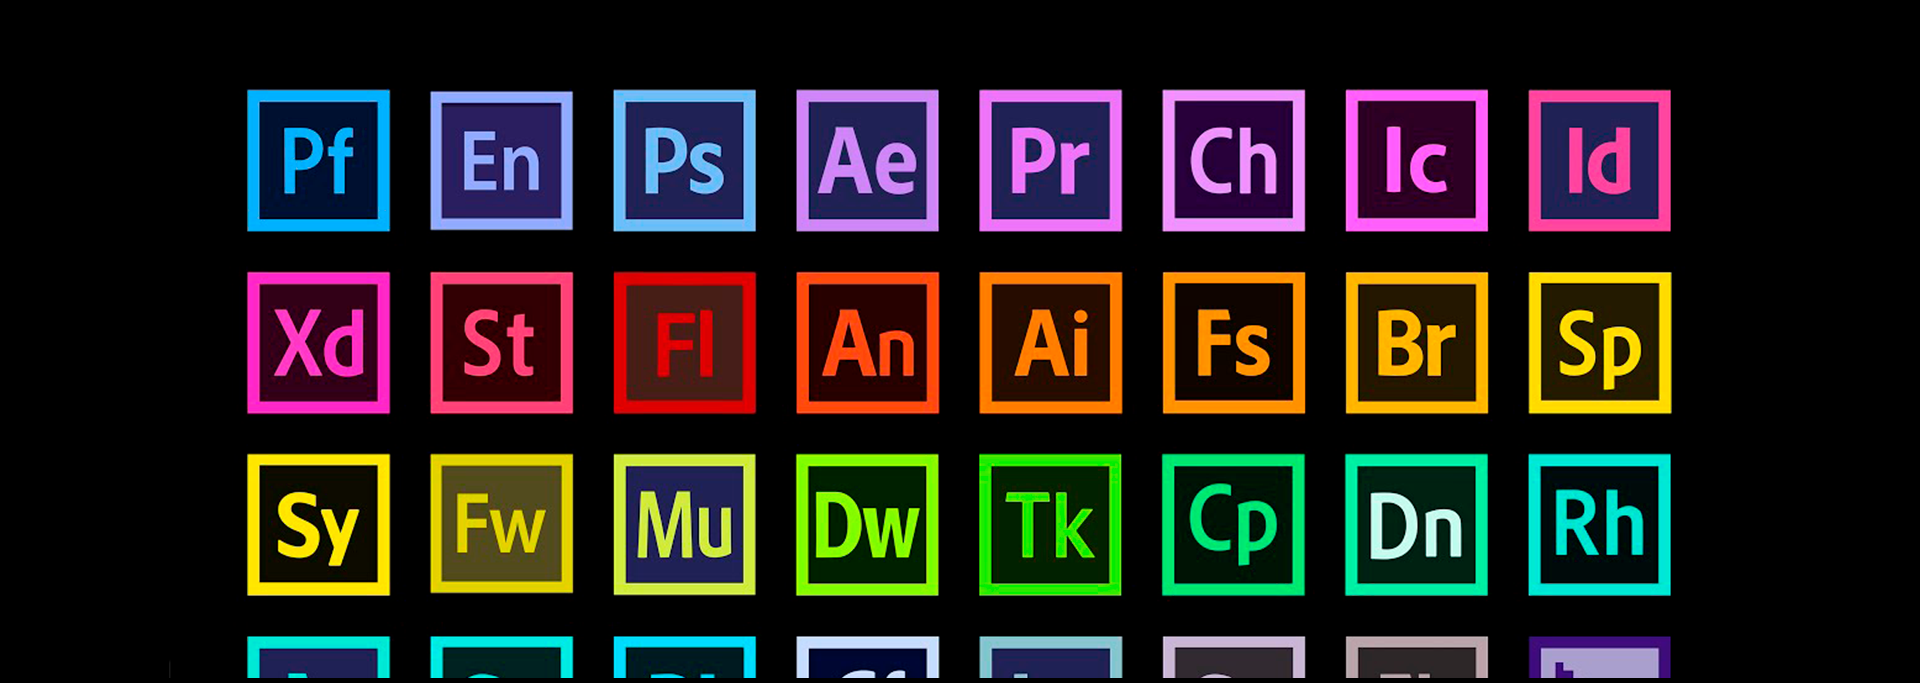 Pf En Ps Ae Pr Ch Ic Id
Xd St Fl An Ai Fs Br Sp
Sy Fw Mu Dw Tk Cp Dn Rh